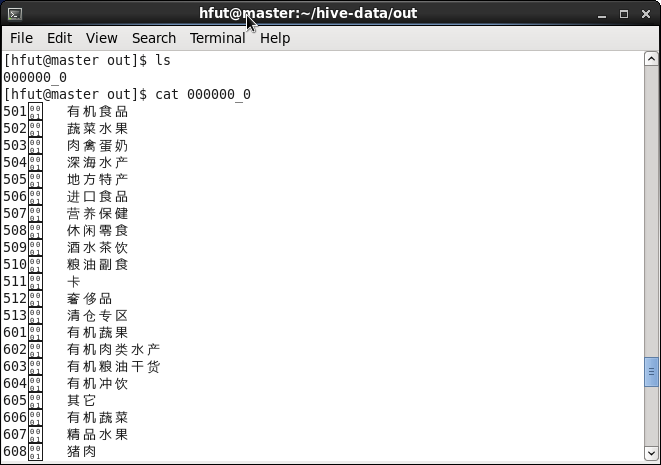 hfut@master:~/hive-data/out
File Edit View Search Terminal Help
[hfut@master out]$ ls
000000_0
[hfut@master out]$ cat 000000_0
501 有机食品
502 蔬菜水果
503 肉禽蛋奶
504 深海水产
505 地方特产
506 进口食品
507 营养保健
508 休闲零食
509 酒水茶饮
510 粮油副食
511 卡
512 奢侈品
513 清仓专区
601 有机蔬果
602 有机肉类水产
603 有机粮油干货
604 有机冲饮
605 其它
606 有机蔬菜
607 精品水果
608 猪肉